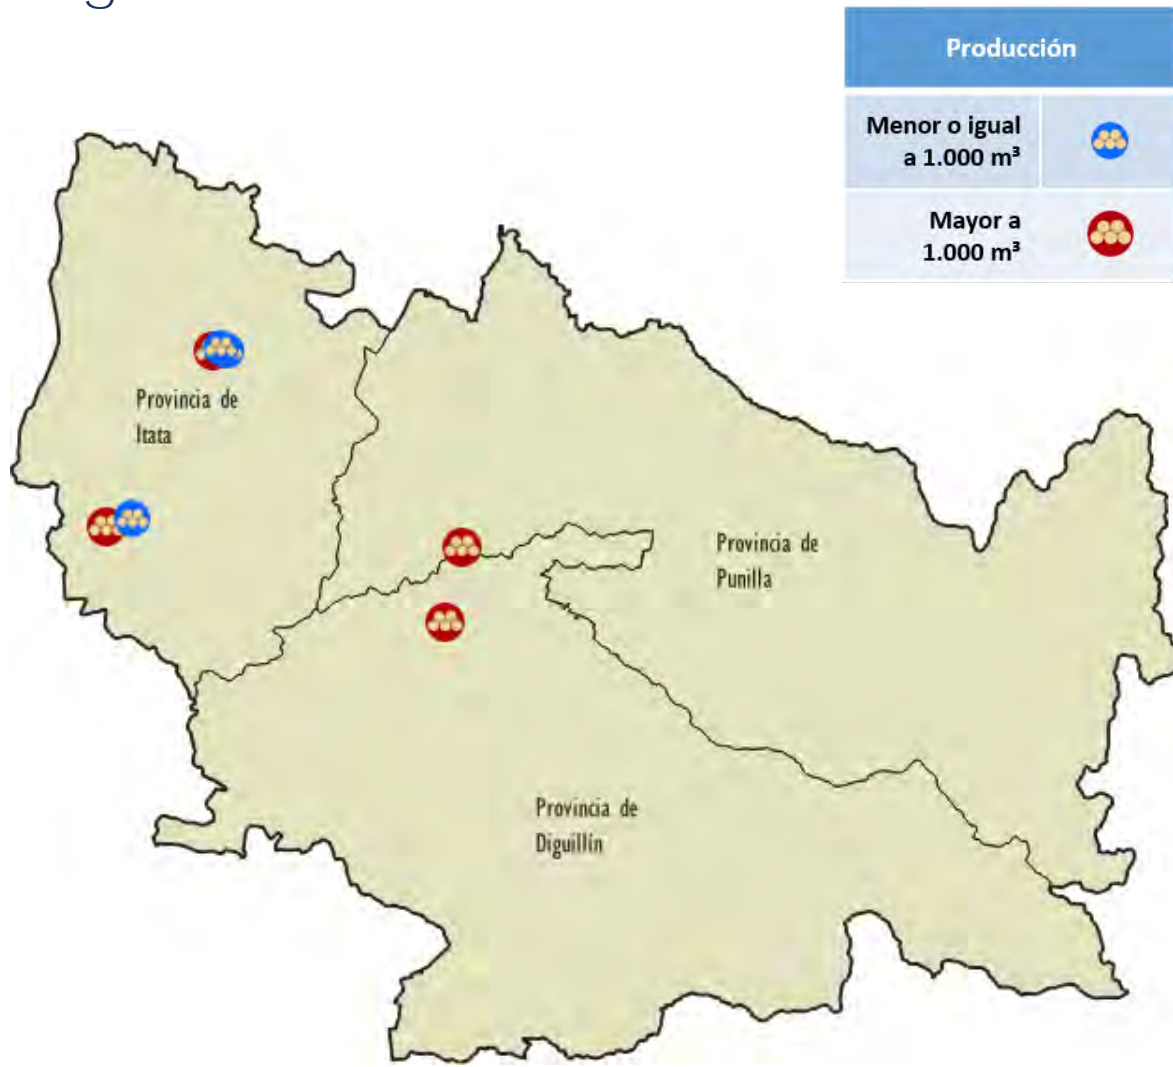 Producción
Menor o igual
a 1.000 m³
Mayor a
1.000 m³
Provincia de
Itata
Provincia de
Punilla
Provincia de
Diguillín